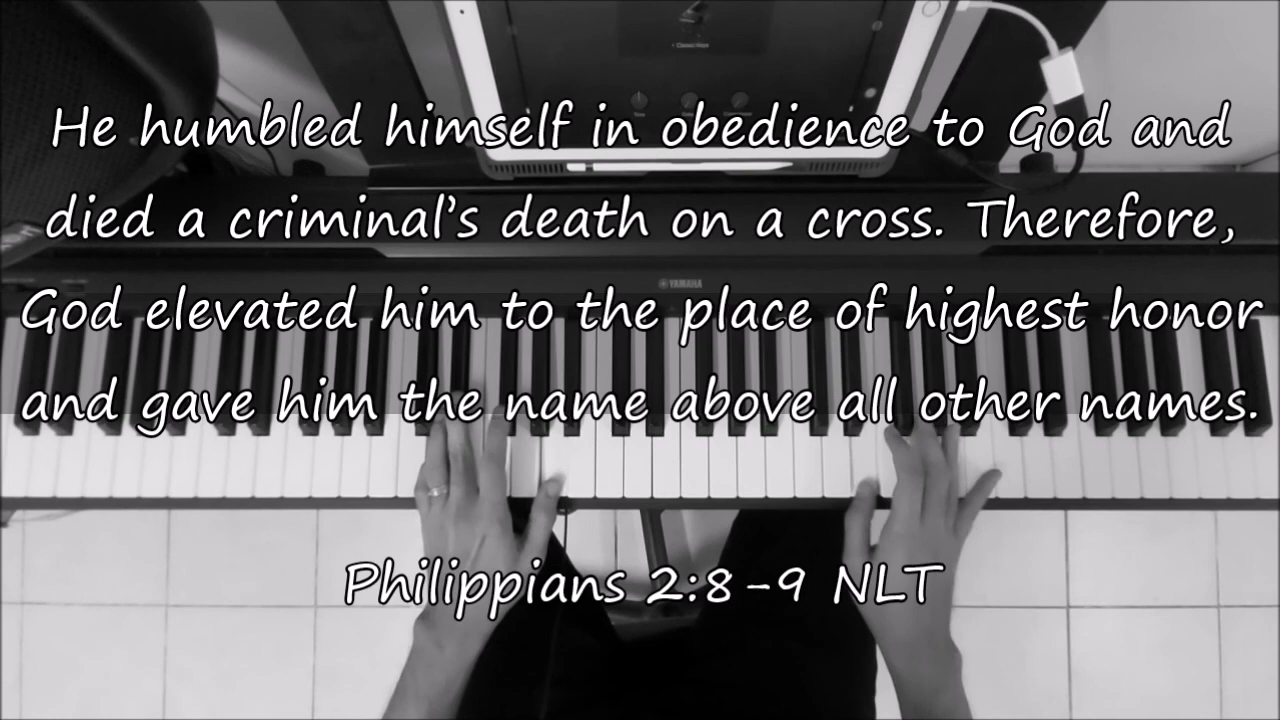 He humbled himself in obedience to God and
died a criminal's death on a cross. Therefore,
God elevated him to the place of highest honor
and gave him the name above all other names.
YAMAHA
Philippians 2:8-9 NLT